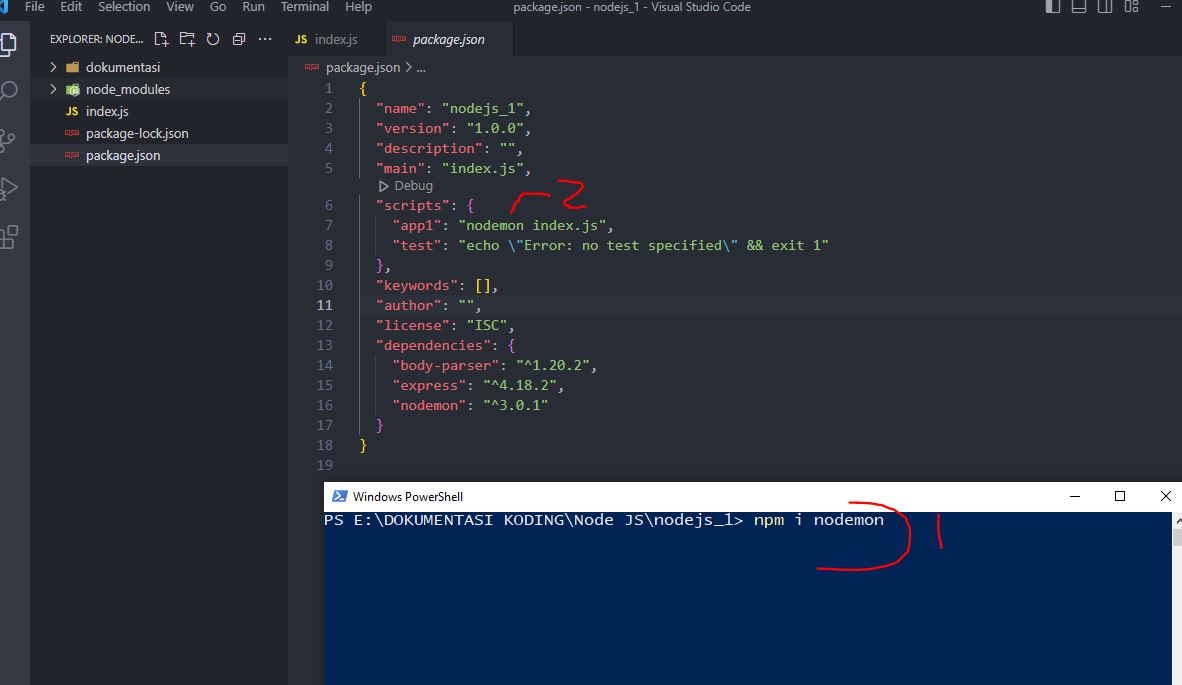 File Edit Selection View Go Run Terminal Help package.json - nodejs_1 - Visual Studio Code
EXPLORER: NODE... ...
JS index.js
package.json
dokumentasi
node_modules
JS index.js
package-lock.json
package.json
package.json > ...
1 {
2 "name": "nodejs_1",
3 "version": "1.0.0",
4 "description": "",
5 "main": "index.js",
Debug
2
6 "scripts": {
7 "app1": "nodemon index.js",
8 "test": "echo \"Error: no test specified\" && exit 1"
9 },
10 "keywords": [],
11 "author": "",
12 "license": "ISC",
13 "dependencies": {
14 "body-parser": "^1.20.2",
15 "express": "^4.18.2",
16 "nodemon": "^3.0.1"
17 }
18 }
19
Windows PowerShell
PS E:\DOKUMENTASI KODING\Node JS\nodejs_1> npm i nodemon
1